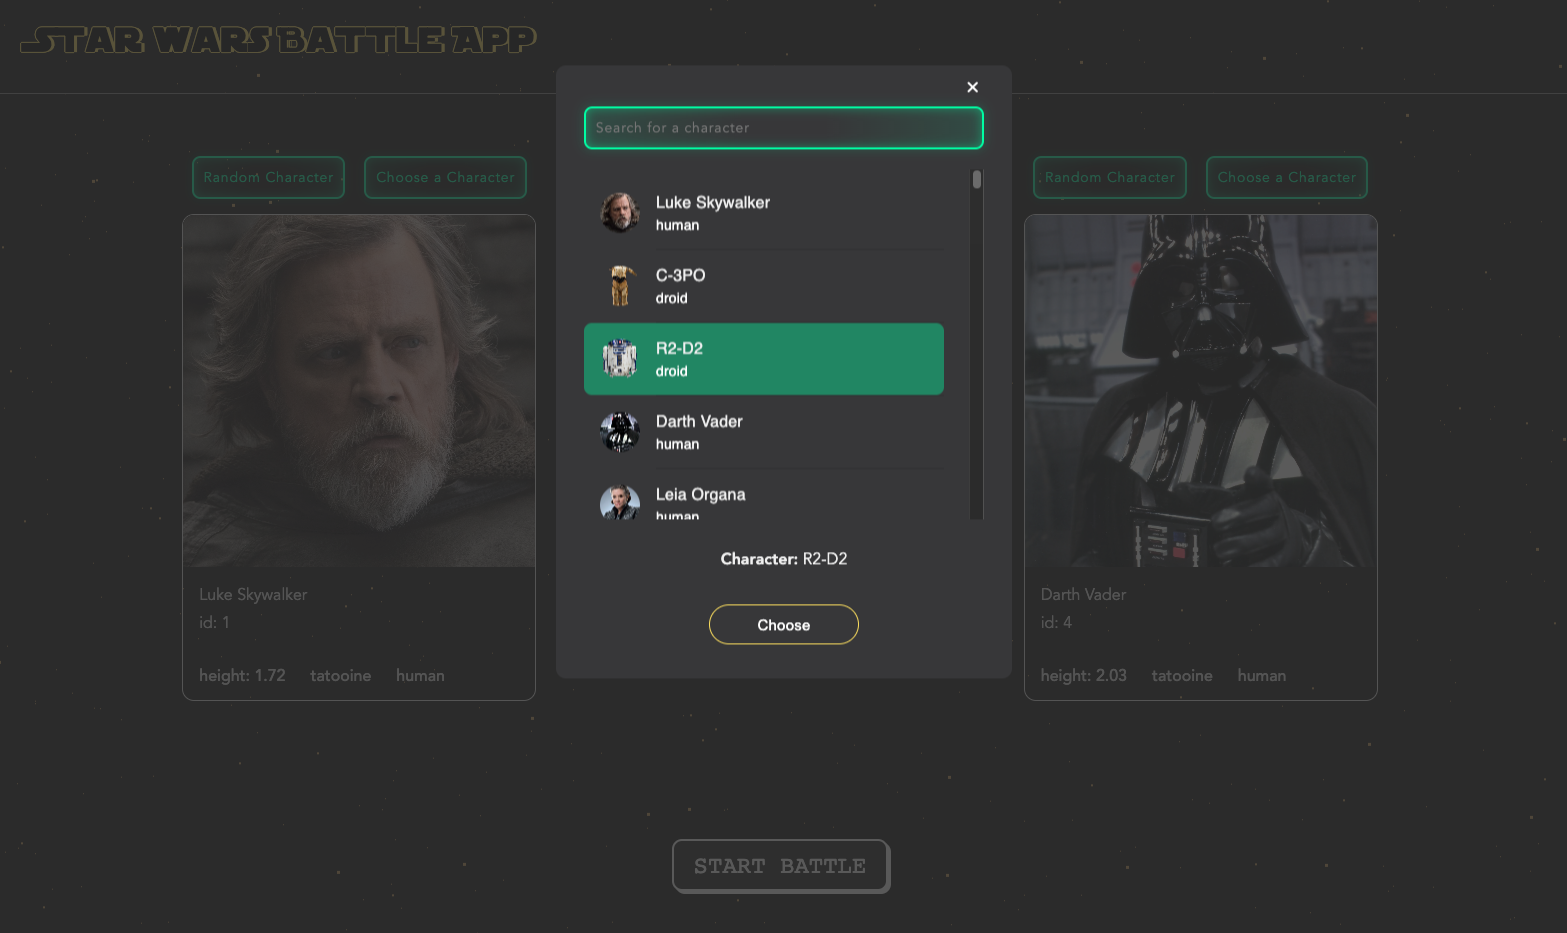 STAR WARS BATTLE APP
Random Character
Choose a Character
Luke Skywalker
id: 1
height: 1.72 tatooine human
×
Search for a character
Luke Skywalker
human
C-3PO
droid
R2-D2
droid
Darth Vader
human
Leia Organa
human
Character: R2-D2
Choose
Random Character
Choose a Character
Darth Vader
id: 4
height: 2.03 tatooine human
START BATTLE